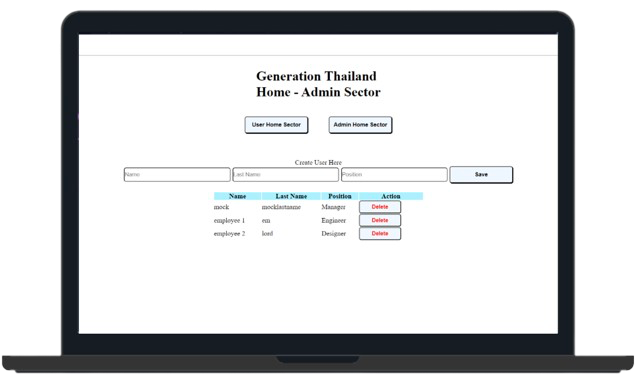 Generation Thailand
Home - Admin Sector
User Home Sector Admin Home Sector
Create User Here
Name Last Name Position Save
Name Last Name Position Action
mock mocklastname Manager Delete
employee 1 em Engineer Delete
employee 2 lord Designer Delete